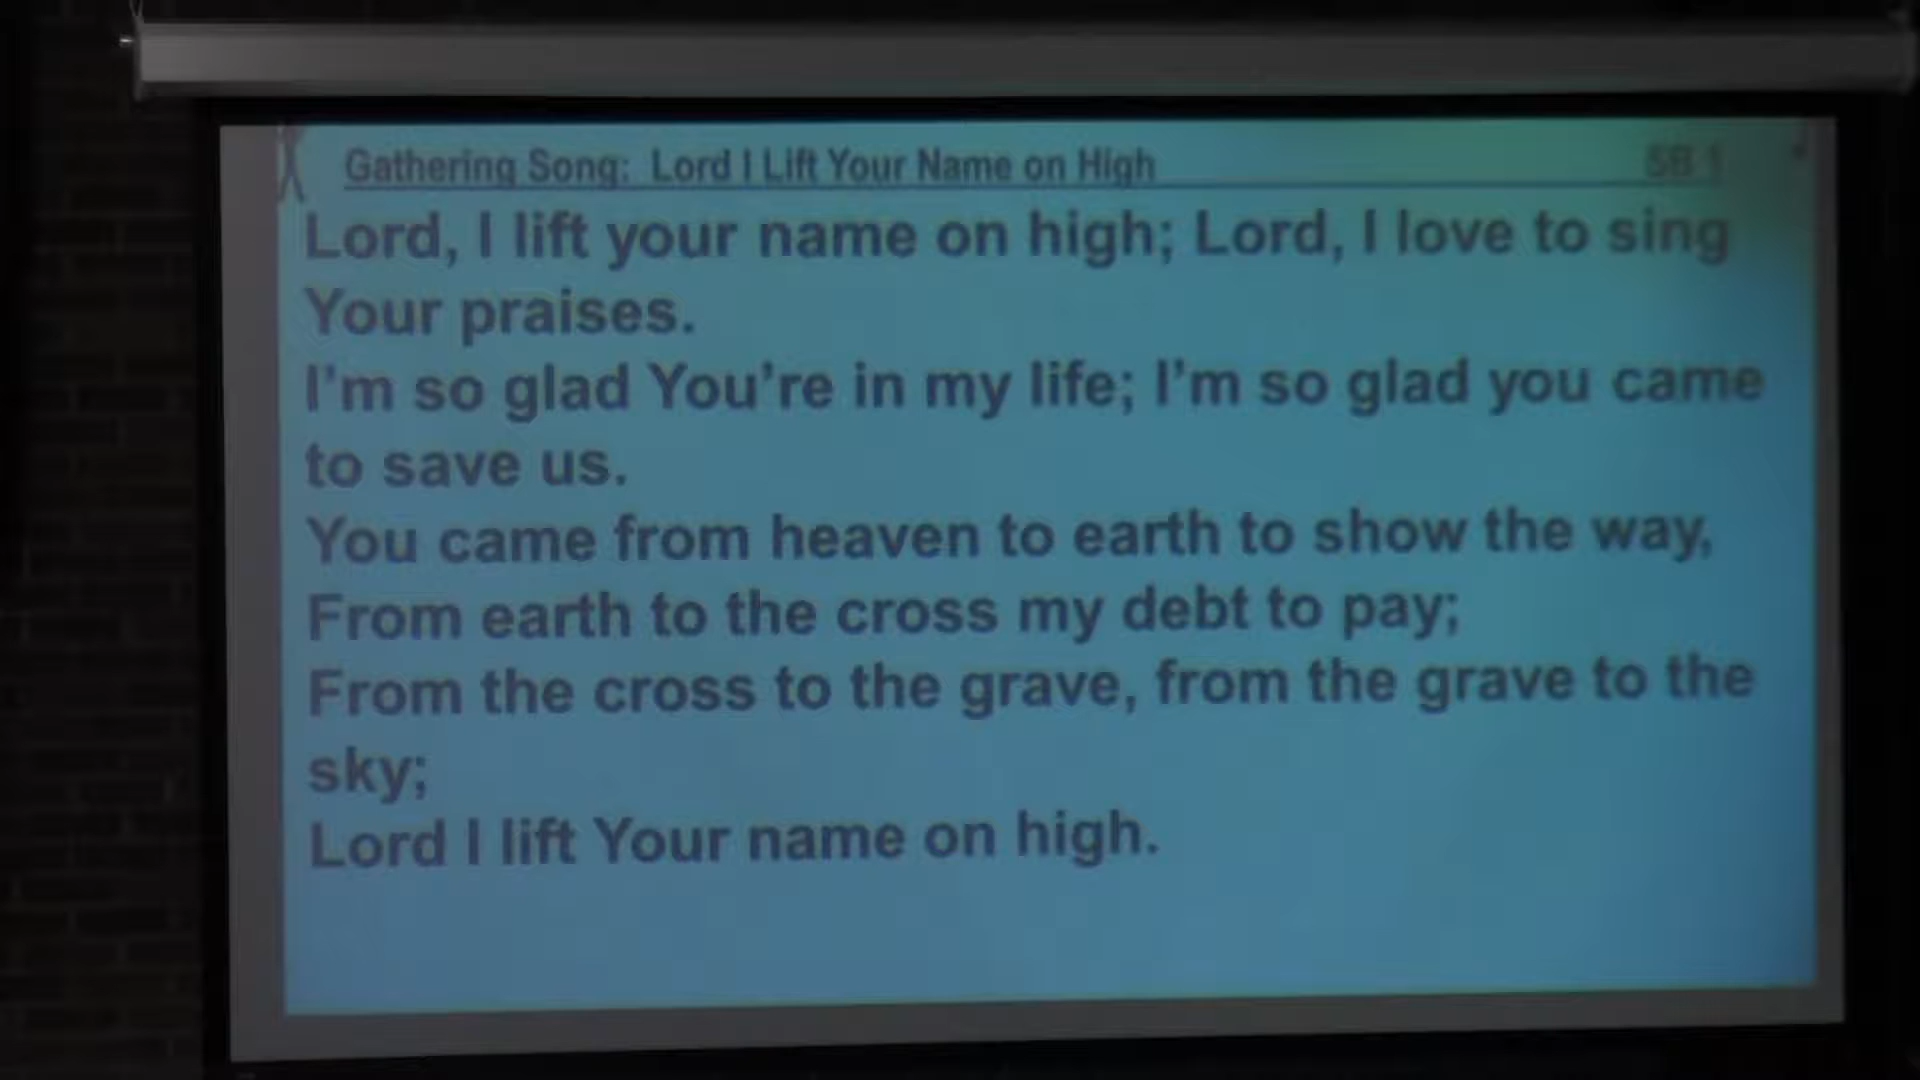 Gathering Song: Lord I Lift Your Name on High SB 1
Lord, I lift your name on high; Lord, I love to sing
Your praises.
I'm so glad You're in my life; I'm so glad you came
to save us.
You came from heaven to earth to show the way,
From earth to the cross my debt to pay;
From the cross to the grave, from the grave to the
sky;
Lord I lift Your name on high.